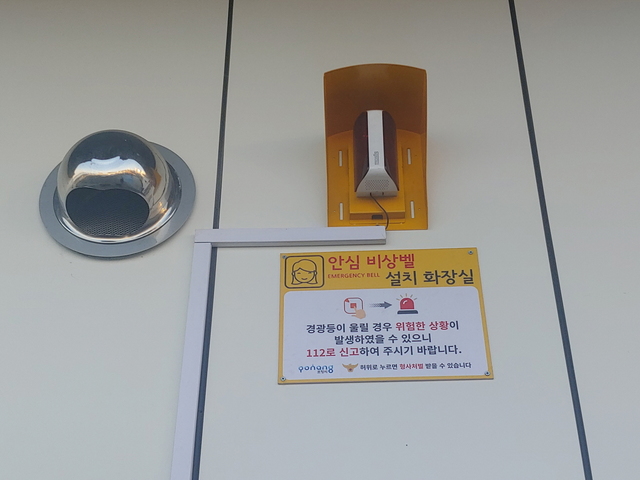 안심 비상벨
EMERGENCY BELL 설치 화장실
경광등이 울릴 경우 위험한 상황이
발생하였을 수 있으니
112로 신고하여 주시기 바랍니다.
허위로 누르면 형사처벌 받을 수 있습니다